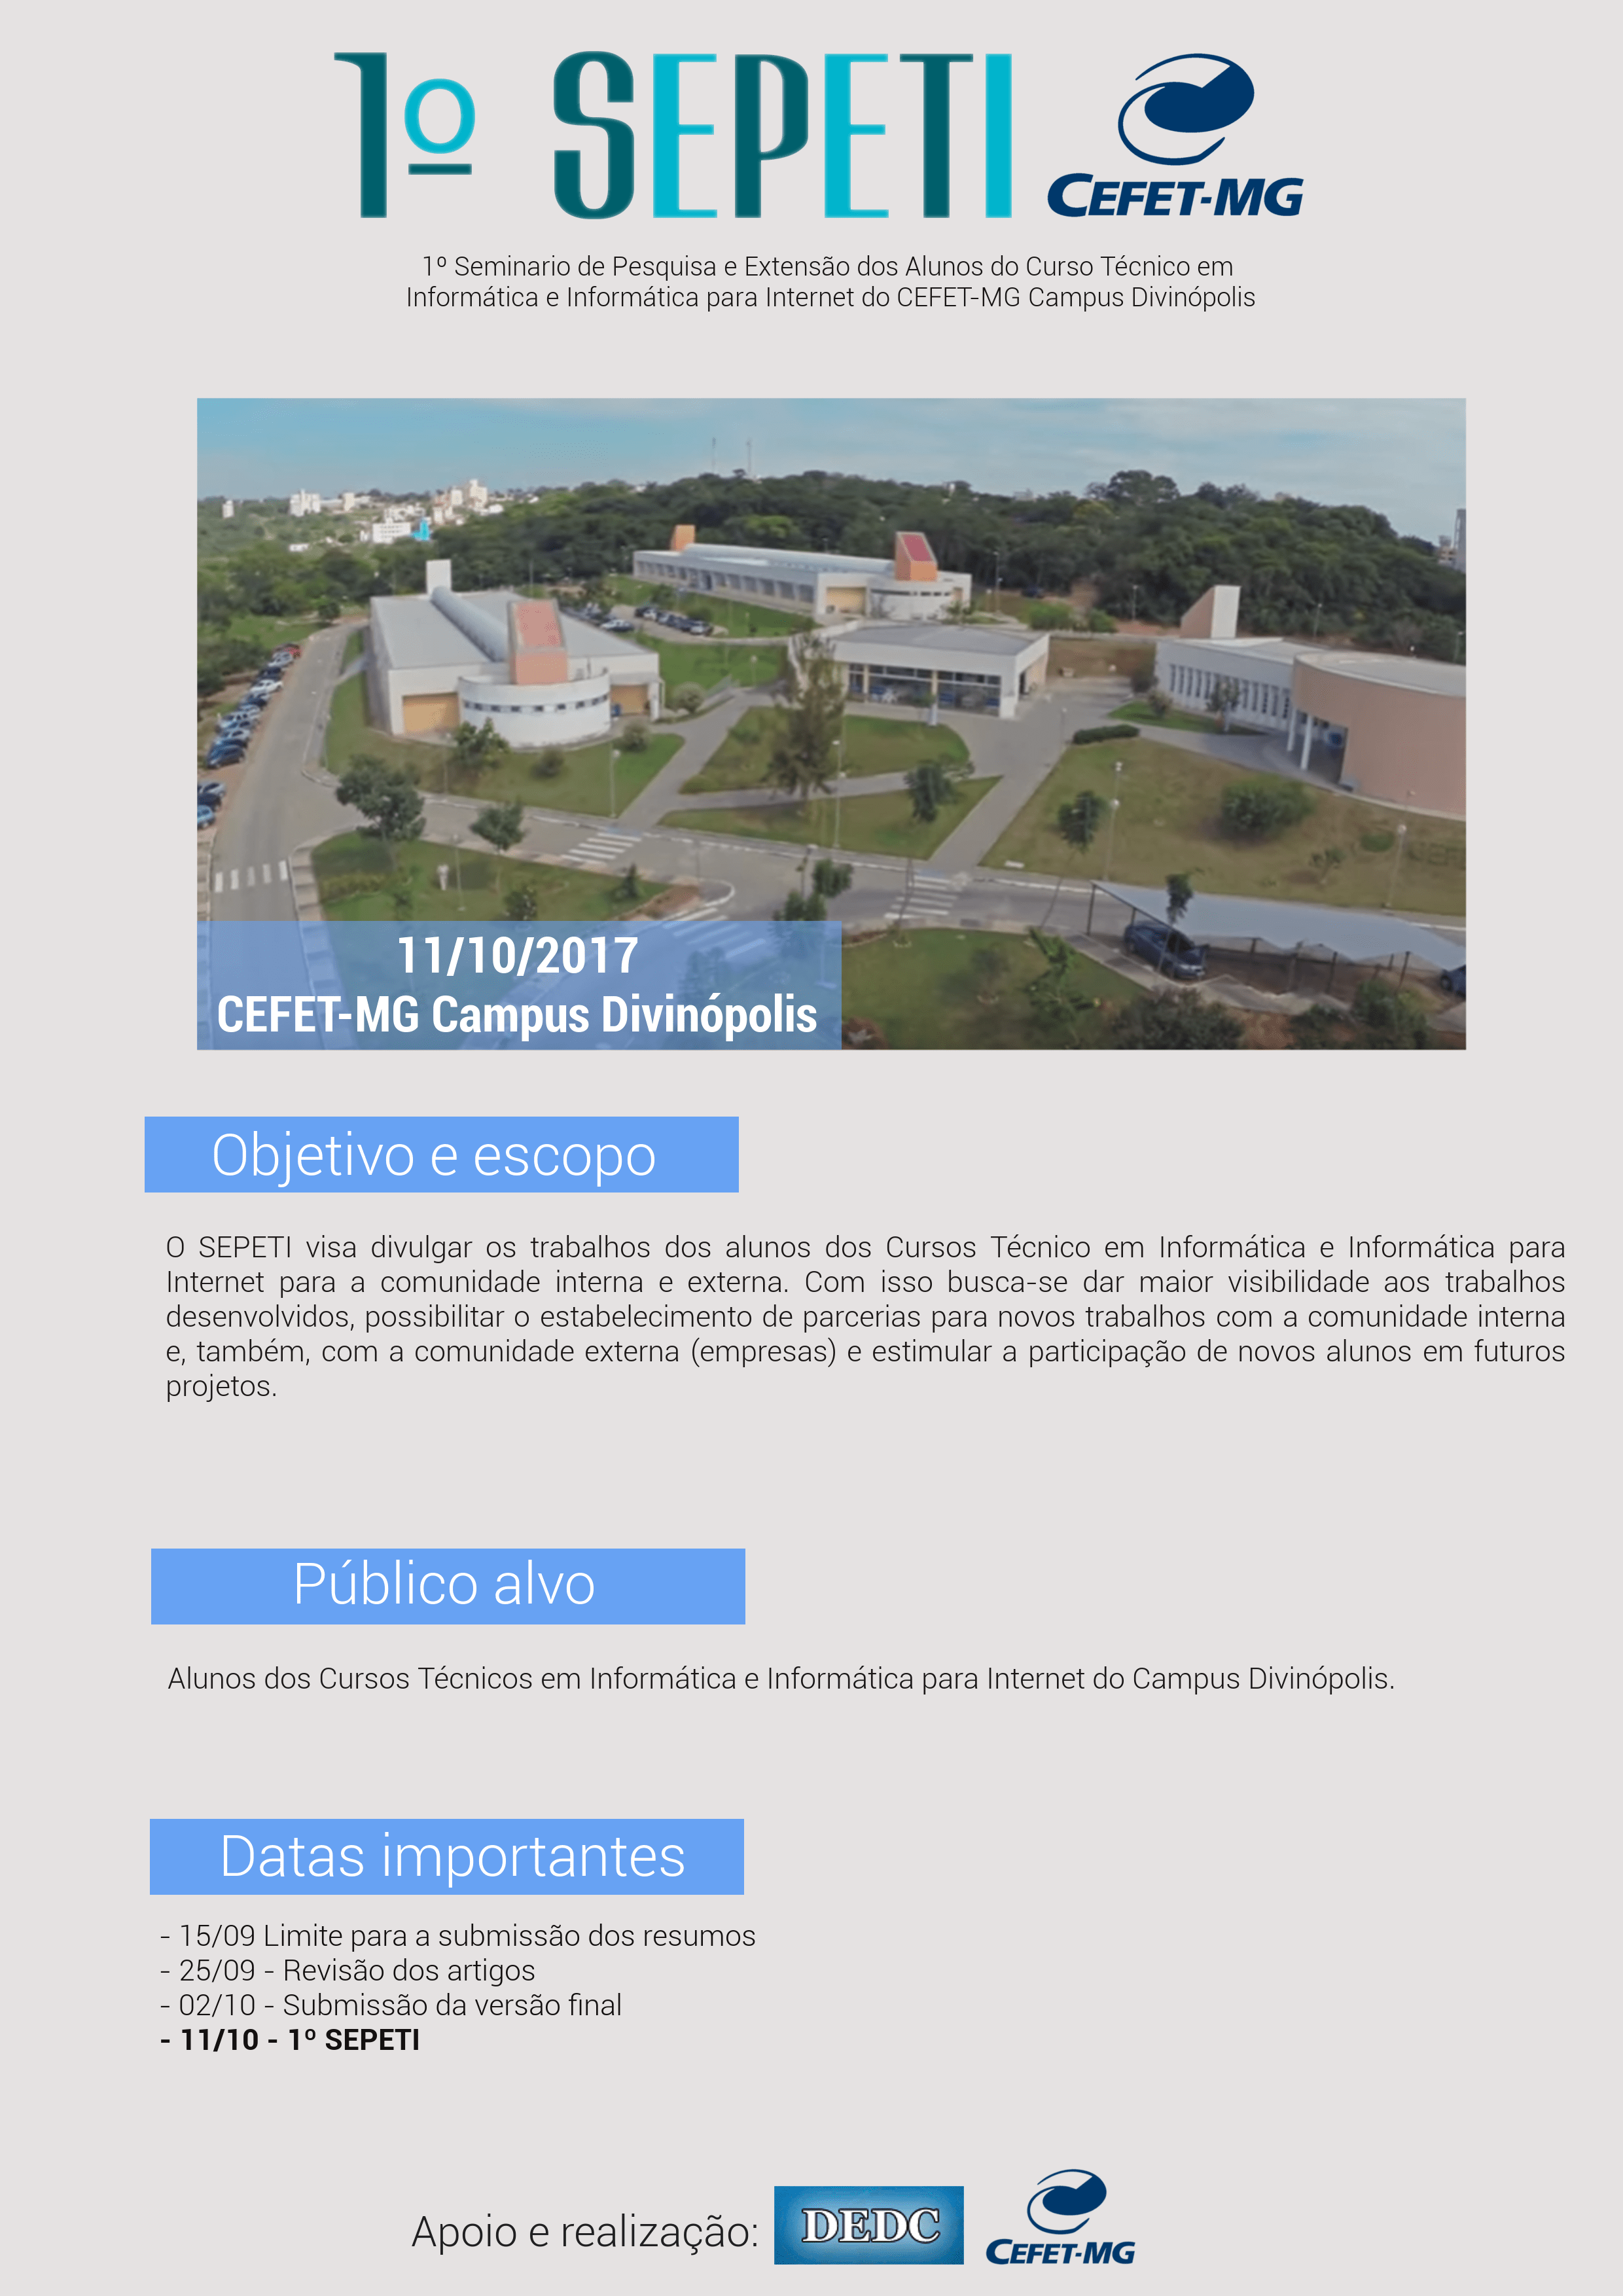 1º SEPETI
CEFET-MG
1º Seminario de Pesquisa e Extensão dos Alunos do Curso Técnico em
Informática e Informática para Internet do CEFET-MG Campus Divinópolis
11/10/2017
CEFET-MG Campus Divinópolis
Objetivo e escopo
O SEPETI visa divulgar os trabalhos dos alunos dos Cursos Técnico em Informática e Informática para
Internet para a comunidade interna e externa. Com isso busca-se dar maior visibilidade aos trabalhos
desenvolvidos, possibilitar o estabelecimento de parcerias para novos trabalhos com a comunidade interna
e, também, com a comunidade externa (empresas) e estimular a participação de novos alunos em futuros
projetos.
Público alvo
Alunos dos Cursos Técnicos em Informática e Informática para Internet do Campus Divinópolis.
Datas importantes
- 15/09 Limite para a submissão dos resumos
- 25/09 - Revisão dos artigos
- 02/10 - Submissão da versão final
- 11/10 - 1º SEPETI
Apoio e realização:
DEDC
CEFET-MG